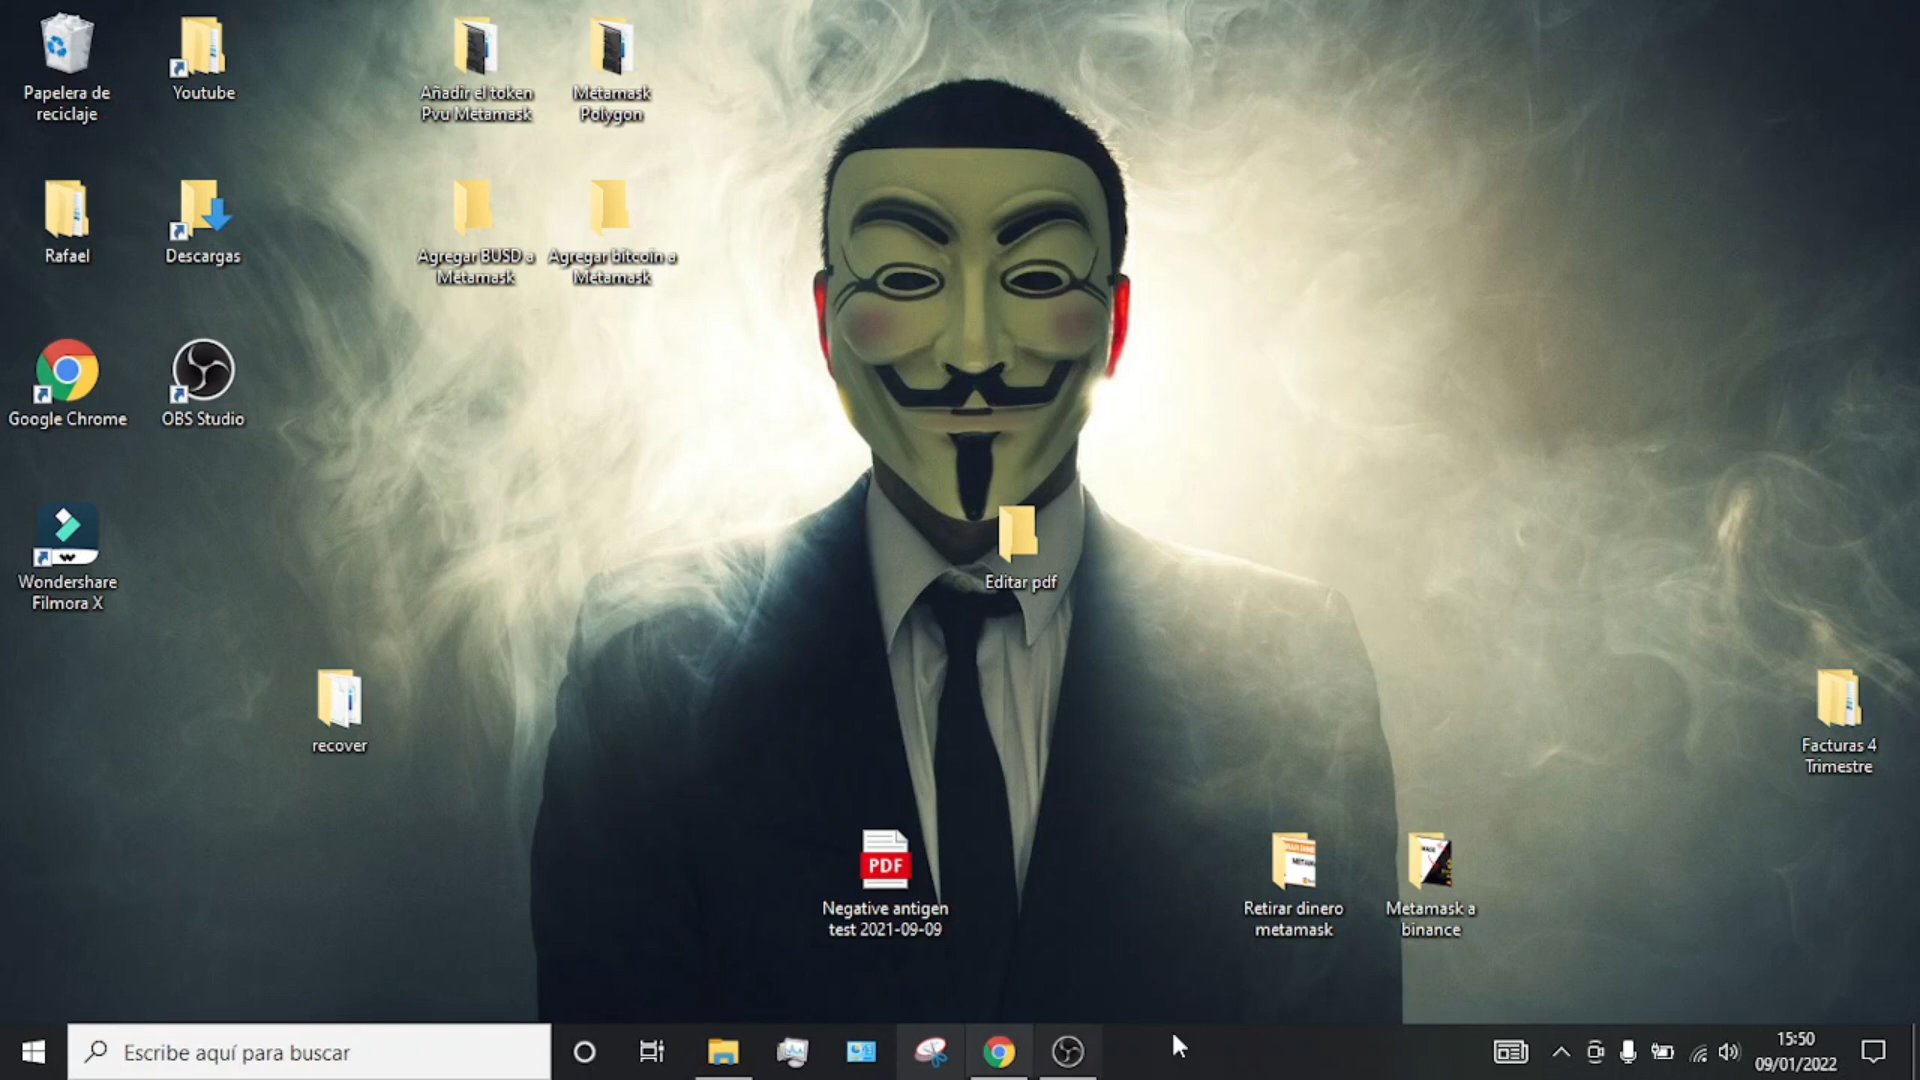 Papelera de
reciclaje
Youtube
Añadir el token
Pvu Metamask
Metamask
Polygon
Rafael
Descargas
Agregar BUSD a
Metamask
Agregar bitcoiin a
Metamask
Google Chrome
OBS Studio
Wondershare
Filmora X
Editar pdf
recover
Facturas 4
Trimestre
PDF
Negative antigen
test 2021-09-09
Retirar dinero
metamask
Metamask a
binance
Escribe aquí para buscar
15:50
09/01/2022